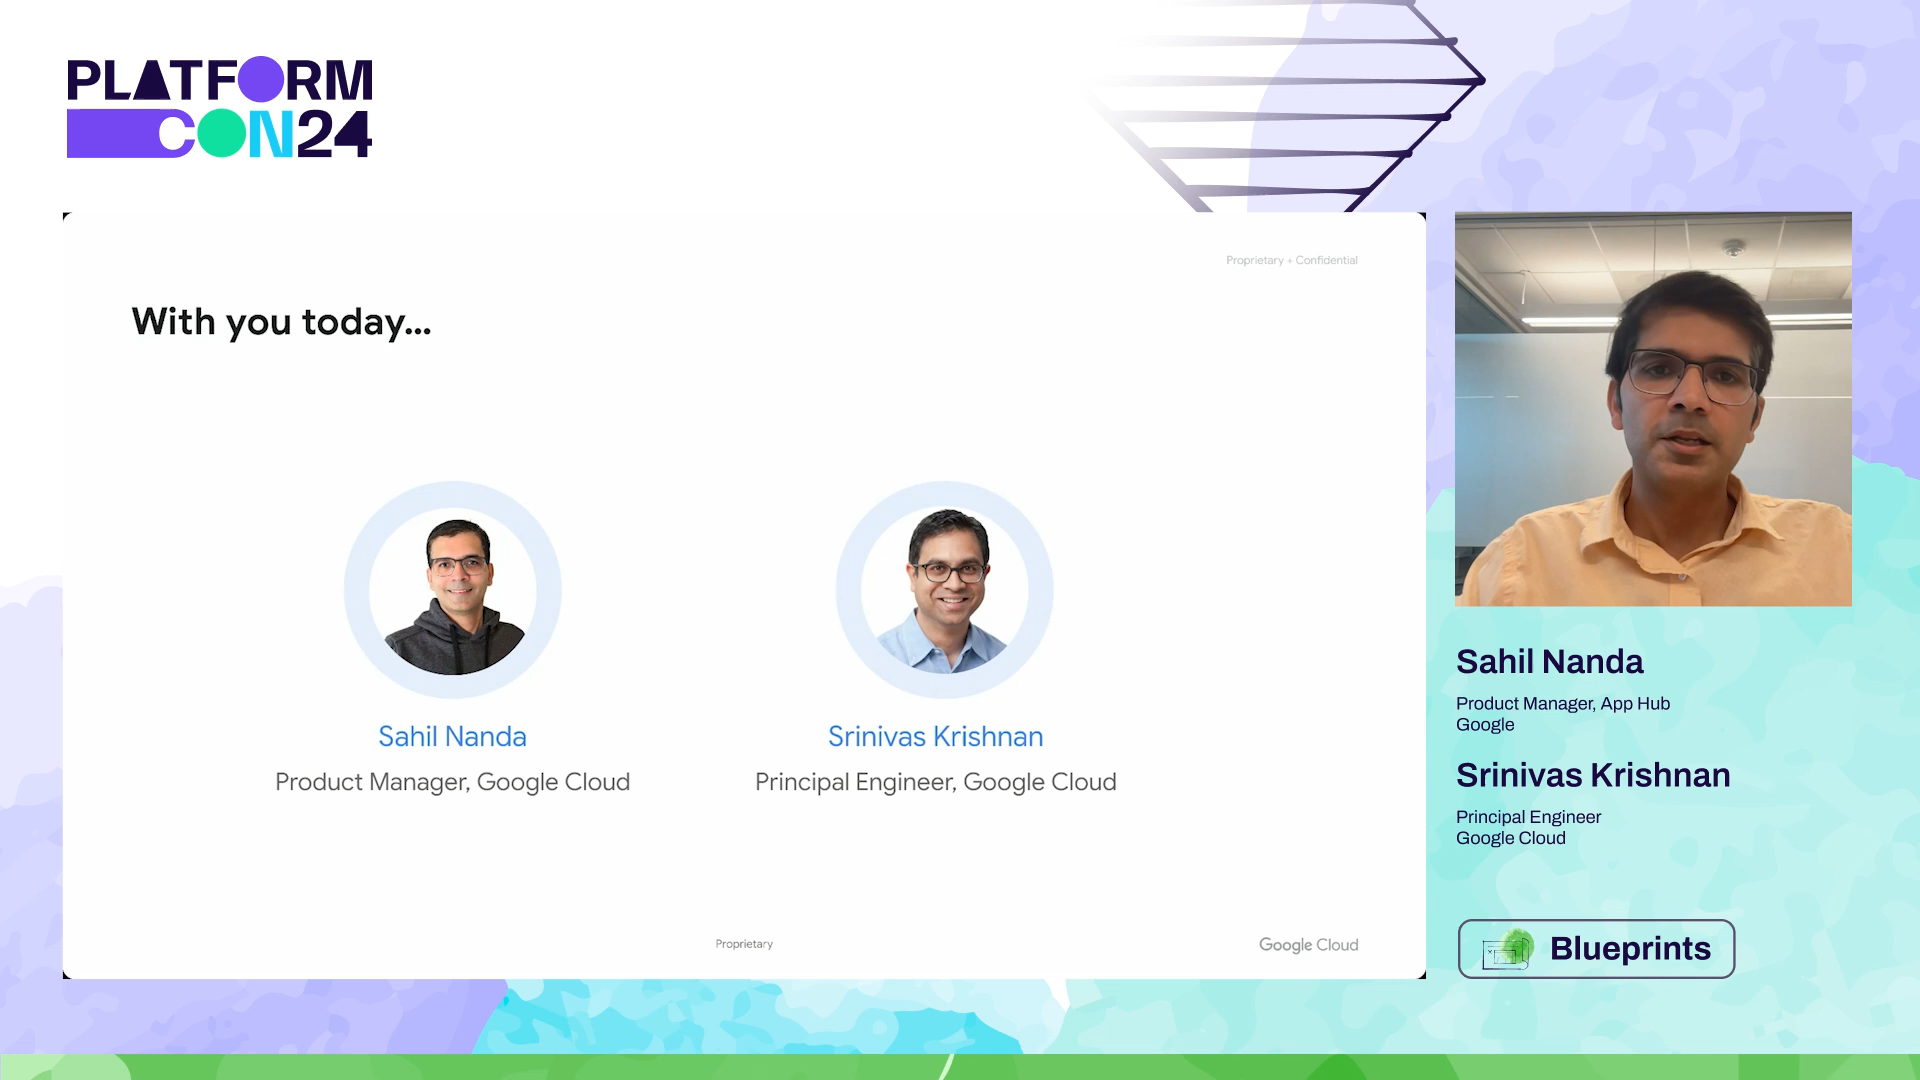 PLATFORM
CON24
Proprietary + Confidential
With you today...
Sahil Nanda
Product Manager, Google Cloud
Srinivas Krishnan
Principal Engineer, Google Cloud
Proprietary
Google Cloud
Sahil Nanda
Product Manager, App Hub
Google
Srinivas Krishnan
Principal Engineer
Google Cloud
Blueprints